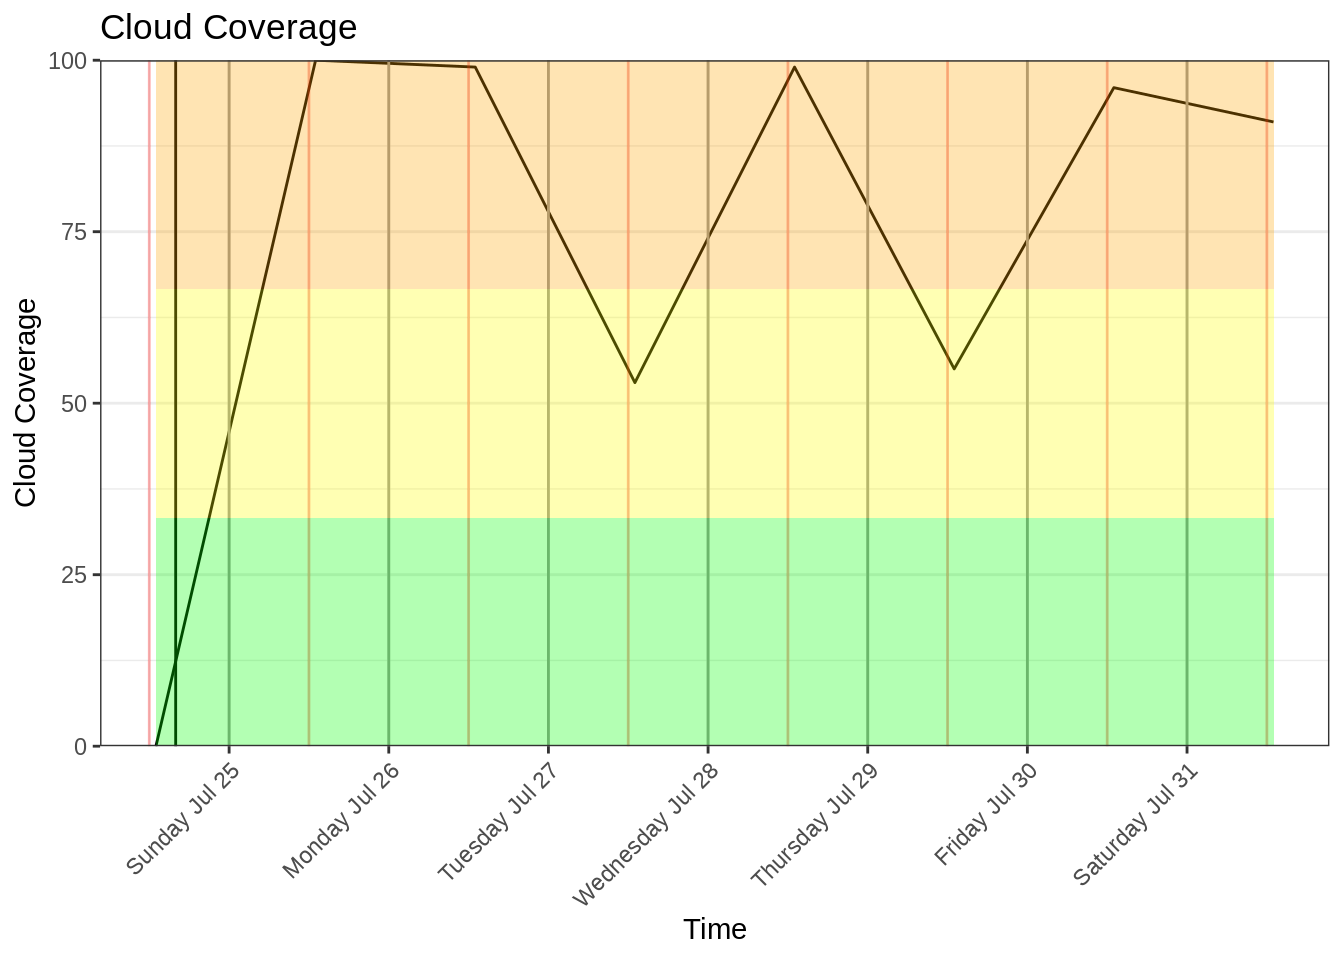 Cloud Coverage
100
75
50
25
0
Cloud Coverage
Sunday Jul 25
Monday Jul 26
Tuesday Jul 27
Wednesday Jul 28
Thursday Jul 29
Friday Jul 30
Saturday Jul 31
Time